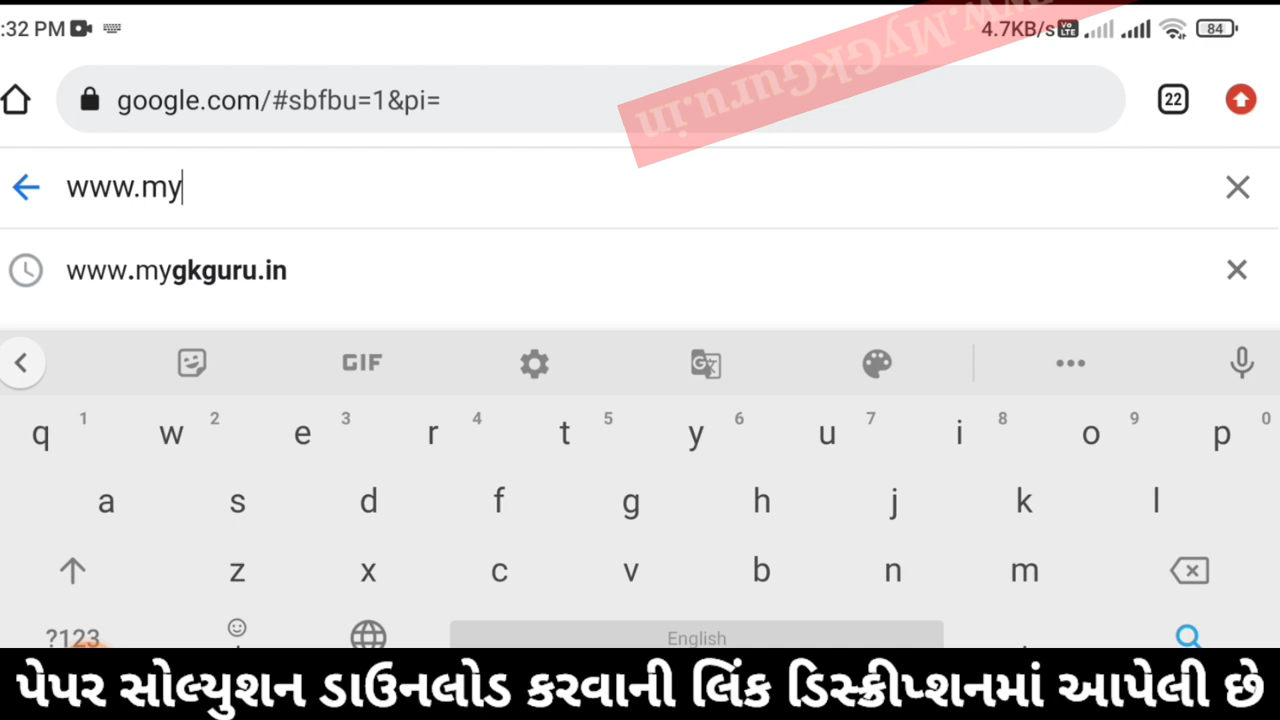 :32 PM
4.7KB/s Vo LTE 84
www.MyGkGuru.in
google.com/#sbfbu=1&pi=
22
www.my
www.mygkguru.in
GIF
q 1 w 2 e 3 r 4 t 5 y 6 u 7 i 8 o 9 p 0
a s d f g h j k l
z x c v b n m
?123 English
પેપર સોલ્યુશન ડાઉનલોડ કરવાની લિંક ડિસ્ક્રીપ્શનમાં આપેલી છે